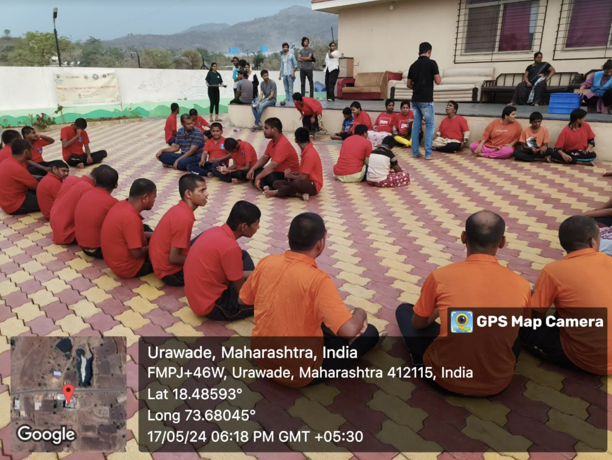 GPS Map Camera
Urawade, Maharashtra, India
FMPJ+46W, Urawade, Maharashtra 412115, India
Lat 18.48593°
Long 73.68045°
17/05/24 06:18 PM GMT +05:30
Google